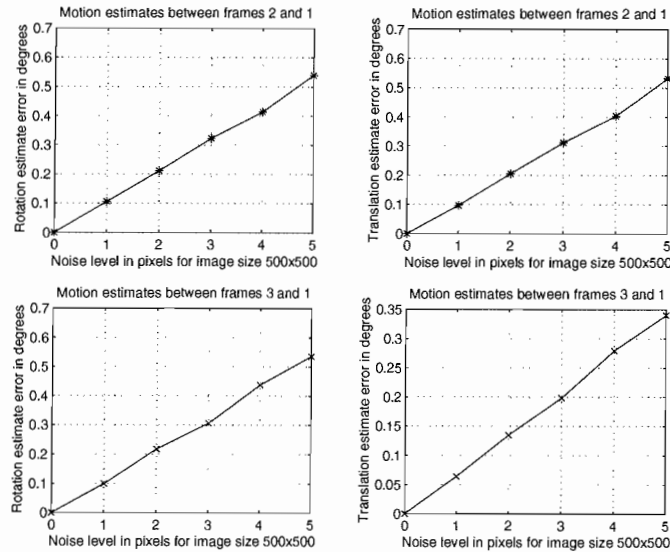 Motion estimates between frames 2 and 1
Rotation estimate error in degrees
0.7
0.6
0.5
0.4
0.3
0.2
0.1
0
0 1 2 3 4 5
Noise level in pixels for image size 500x500
Motion estimates between frames 2 and 1
Translation estimate error in degrees
0.7
0.6
0.5
0.4
0.3
0.2
0.1
0
0 1 2 3 4 5
Noise level in pixels for image size 500x500
Motion estimates between frames 3 and 1
Rotation estimate error in degrees
0.7
0.6
0.5
0.4
0.3
0.2
0.1
0
0 1 2 3 4 5
Noise level in pixels for image size 500x500
Motion estimates between frames 3 and 1
Translation estimate error in degrees
0.35
0.3
0.25
0.2
0.15
0.1
0.05
0
0 1 2 3 4 5
Noise level in pixels for image size 500x500